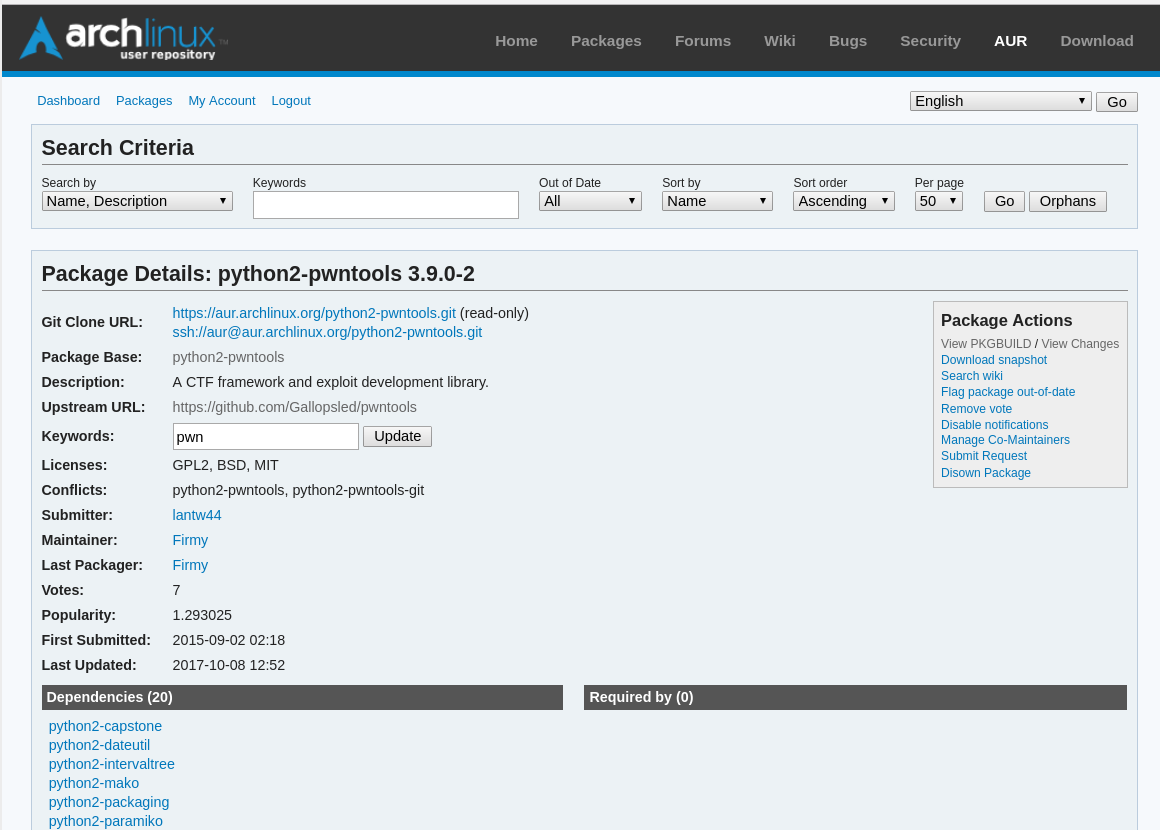 archlinux™
user repository
Home Packages Forums Wiki Bugs Security AUR Download
Dashboard Packages My Account Logout
English Go
Search Criteria
Search by Keywords Out of Date Sort by Sort order Per page
Name, Description All Name Ascending 50 Go Orphans
Package Details: python2-pwntools 3.9.0-2
Git Clone URL: https://aur.archlinux.org/python2-pwntools.git (read-only)
ssh://aur@aur.archlinux.org/python2-pwntools.git
Package Base: python2-pwntools
Description: A CTF framework and exploit development library.
Upstream URL: https://github.com/Gallopsled/pwntools
Keywords: pwn Update
Licenses: GPL2, BSD, MIT
Conflicts: python2-pwntools, python2-pwntools-git
Submitter: lantw44
Maintainer: Firmy
Last Packager: Firmy
Votes: 7
Popularity: 1.293025
First Submitted: 2015-09-02 02:18
Last Updated: 2017-10-08 12:52
Package Actions
View PKGBUILD / View Changes
Download snapshot
Search wiki
Flag package out-of-date
Remove vote
Disable notifications
Manage Co-Maintainers
Submit Request
Disown Package
Dependencies (20)
python2-capstone
python2-dateutil
python2-intervaltree
python2-mako
python2-packaging
python2-paramiko
Required by (0)